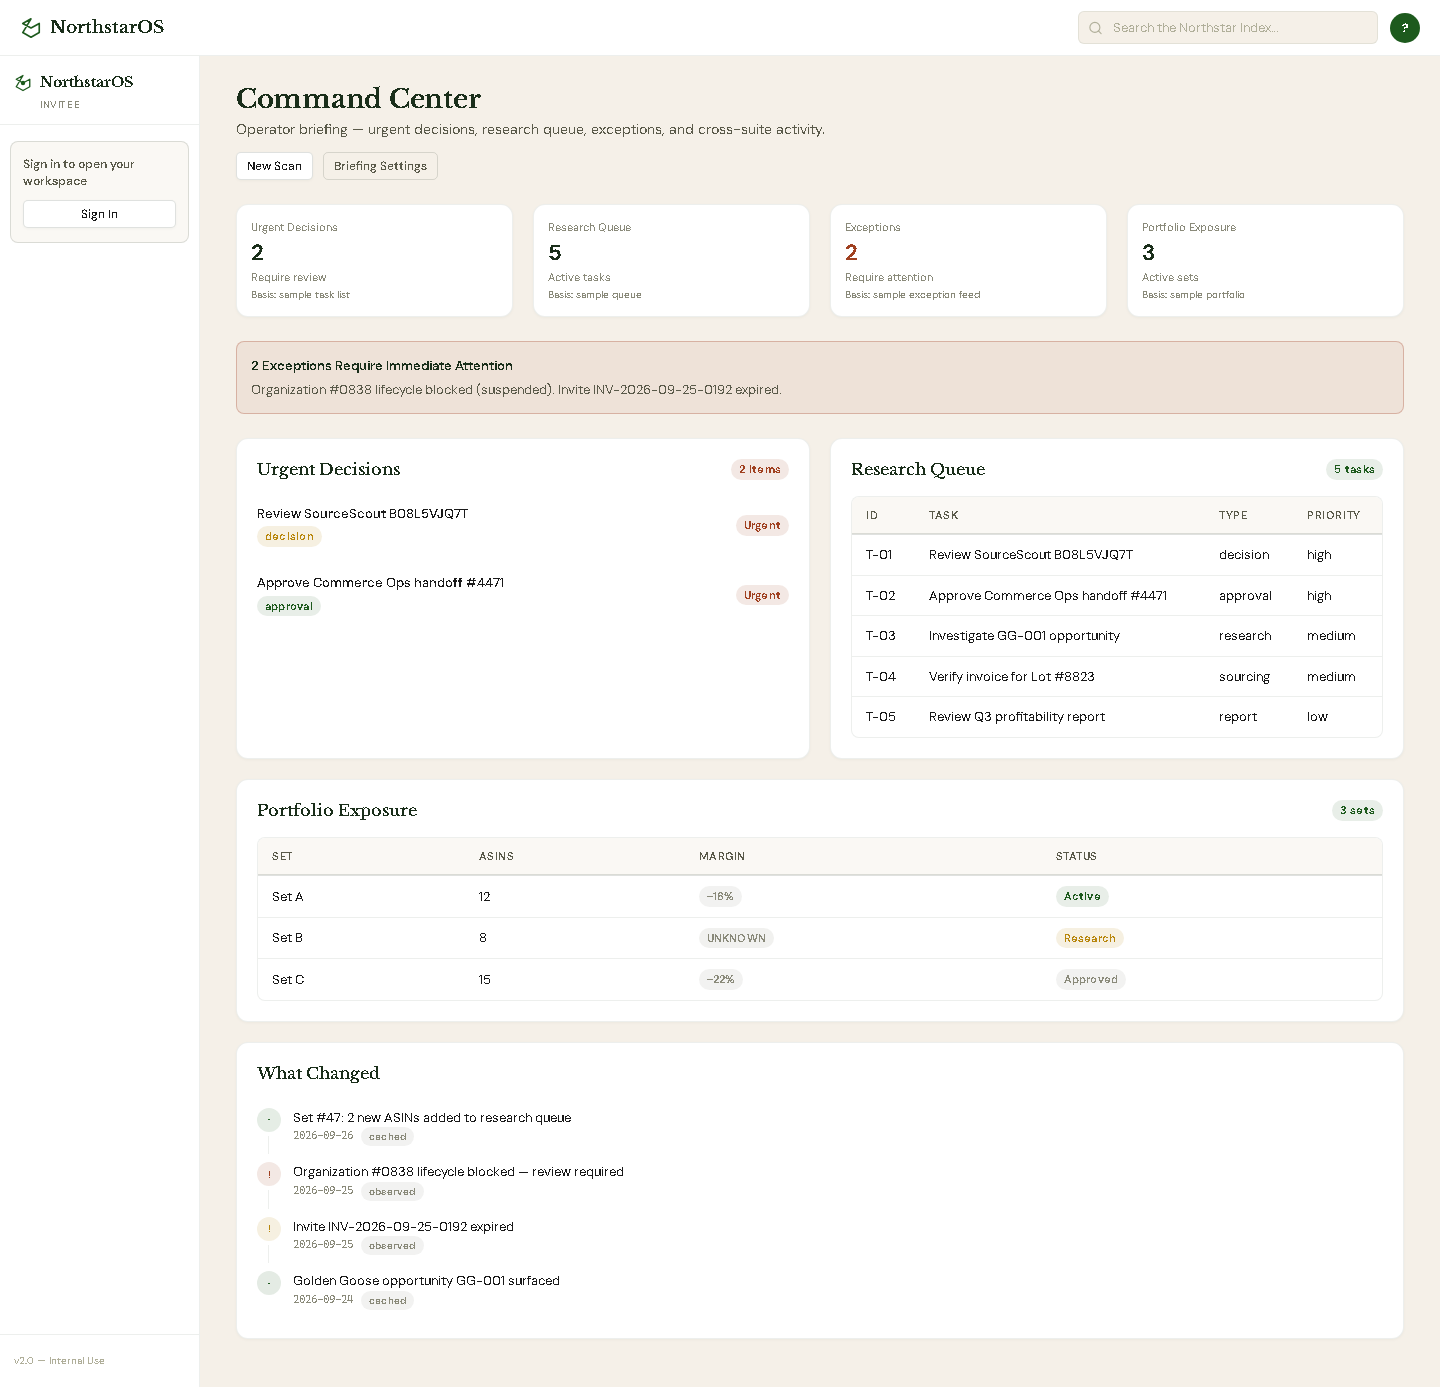 NorthstarOS
Search the Northstar Index...
?
NorthstarOS
INVITEE
Sign in to open your
workspace
Sign In
Command Center
Operator briefing — urgent decisions, research queue, exceptions, and cross-suite activity.
New Scan
Briefing Settings
Urgent Decisions
2
Require review
Basis: sample task list
Research Queue
5
Active tasks
Basis: sample queue
Exceptions
2
Require attention
Basis: sample exception feed
Portfolio Exposure
3
Active sets
Basis: sample portfolio
2 Exceptions Require Immediate Attention
Organization #0838 lifecycle blocked (suspended). Invite INV-2026-09-25-0192 expired.
Urgent Decisions
2 Items
Review SourceScout B08L5VJQ7T
decision
Urgent
Approve Commerce Ops handoff #4471
approval
Urgent
Research Queue
5 tasks
ID TASK TYPE PRIORITY
T-01 Review SourceScout B08L5VJQ7T decision high
T-02 Approve Commerce Ops handoff #4471 approval high
T-03 Investigate GG-001 opportunity research medium
T-04 Verify invoice for Lot #8823 sourcing medium
T-05 Review Q3 profitability report report low
Portfolio Exposure
3 sets
SET ASINS MARGIN STATUS
Set A 12 ~18% Active
Set B 8 UNKNOWN Research
Set C 15 ~22% Approved
What Changed
Set #47: 2 new ASINs added to research queue
2026-09-26 cached
!
Organization #0838 lifecycle blocked — review required
2026-09-25 observed
!
Invite INV-2026-09-25-0192 expired
2026-09-25 observed
Golden Goose opportunity GG-001 surfaced
2026-09-24 cached
v2.0 — Internal Use